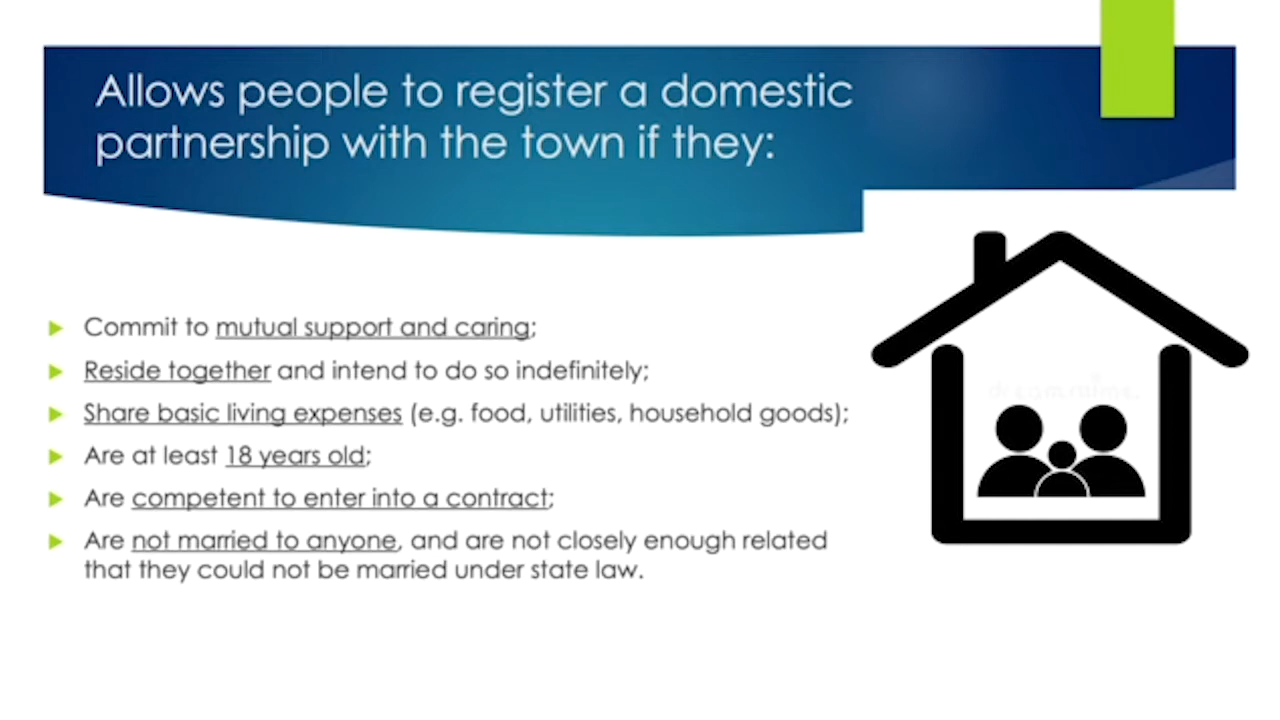 Allows people to register a domestic
partnership with the town if they:
Commit to mutual support and caring;
Reside together and intend to do so indefinitely;
Share basic living expenses (e.g. food, utilities, household goods);
Are at least 18 years old;
Are competent to enter into a contract;
Are not married to anyone, and are not closely enough related
that they could not be married under state law.